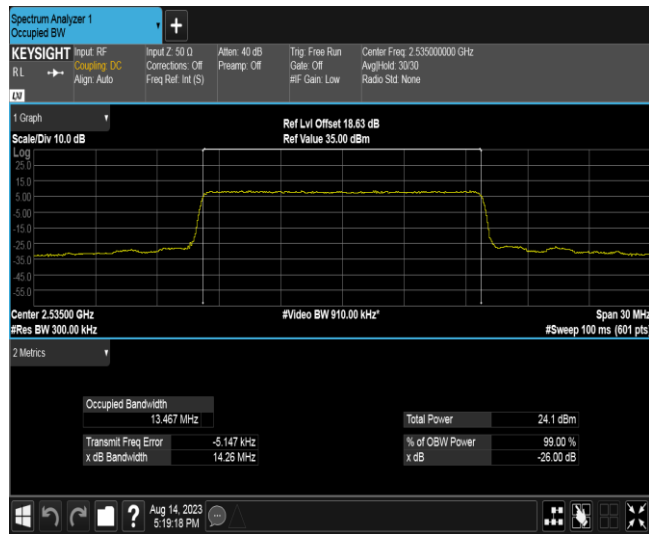 Spectrum Analyzer 1
Occupied BW
+
KEYSIGHT
RL
LXI
Input: RF
Coupling: DC
Align: Auto
Input Z: 50 Ω
Corrections: Off
Freq Ref: Int (S)
Atten: 40 dB
Preamp: Off
Trig: Free Run
Gate: Off
#IF Gain: Low
Center Freq: 2.535000000 GHz
Avg|Hold: 30/30
Radio Std: None
1 Graph
Scale/Div 10.0 dB
Ref Lvl Offset 18.63 dB
Ref Value 35.00 dBm
Log
25.0
15.0
5.00
-5.00
-15.0
-25.0
-35.0
-45.0
-55.0
Center 2.53500 GHz
#Res BW 300.00 kHz
#Video BW 910.00 kHz*
Span 30 MHz
#Sweep 100 ms (601 pts)
2 Metrics
Occupied Bandwidth
13.467 MHz
Transmit Freq Error -5.147 kHz
x dB Bandwidth 14.26 MHz
Total Power 24.1 dBm
% of OBW Power 99.00 %
x dB -26.00 dB
?
Aug 14, 2023
5:19:18 PM